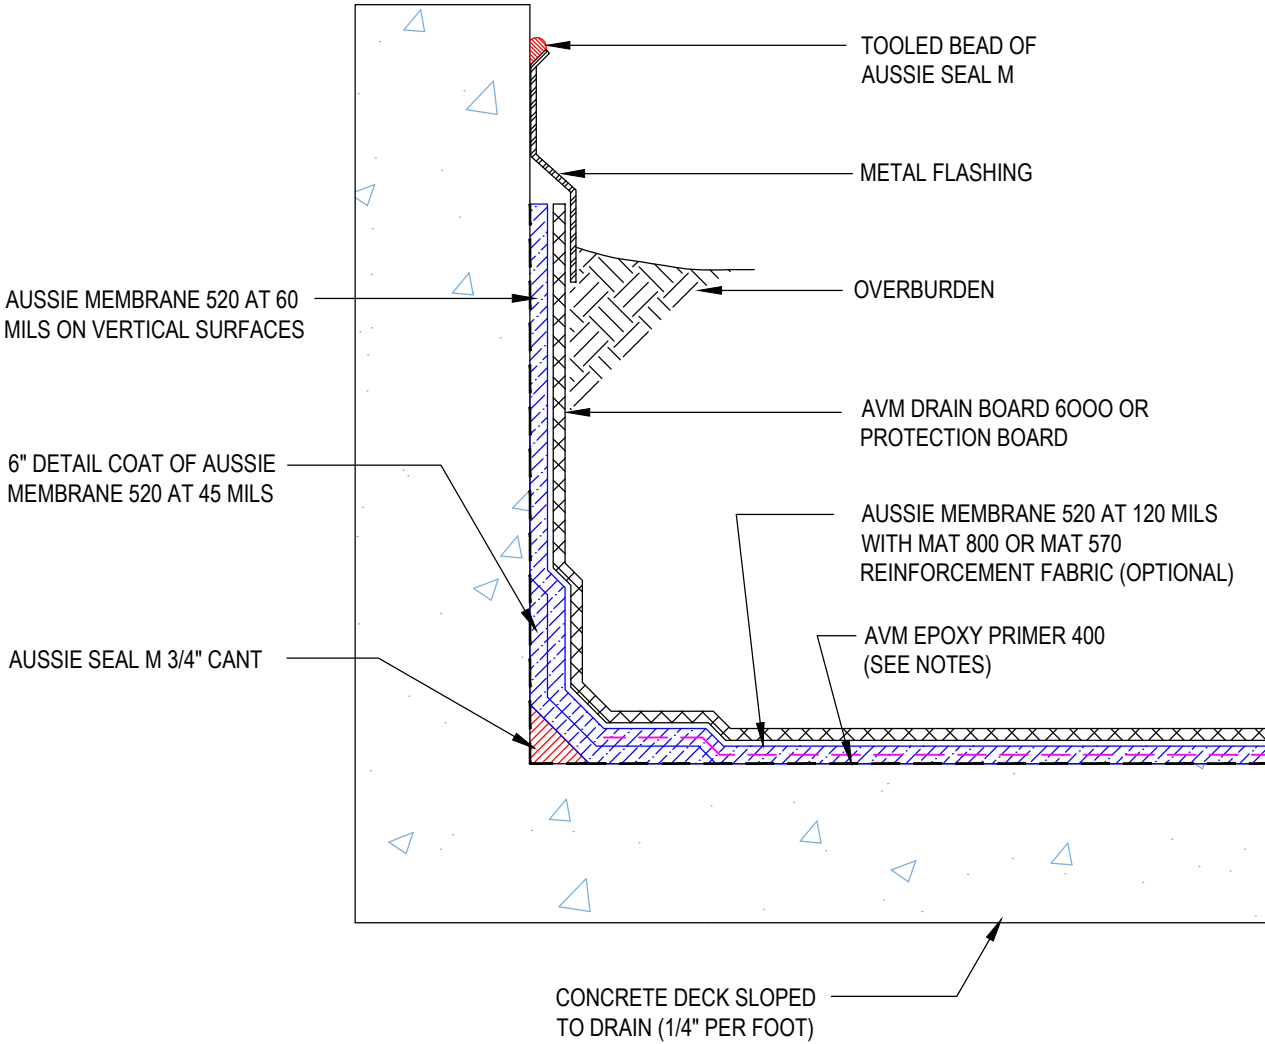 TOOLED BEAD OF
AUSSIE SEAL M
METAL FLASHING
OVERBURDEN
AUSSIE MEMBRANE 520 AT 60
MILS ON VERTICAL SURFACES
AVM DRAIN BOARD 6OOO OR
PROTECTION BOARD
6" DETAIL COAT OF AUSSIE
MEMBRANE 520 AT 45 MILS
AUSSIE MEMBRANE 520 AT 120 MILS
WITH MAT 800 OR MAT 570
REINFORCEMENT FABRIC (OPTIONAL)
AVM EPOXY PRIMER 400
(SEE NOTES)
AUSSIE SEAL M 3/4" CANT
CONCRETE DECK SLOPED
TO DRAIN (1/4" PER FOOT)